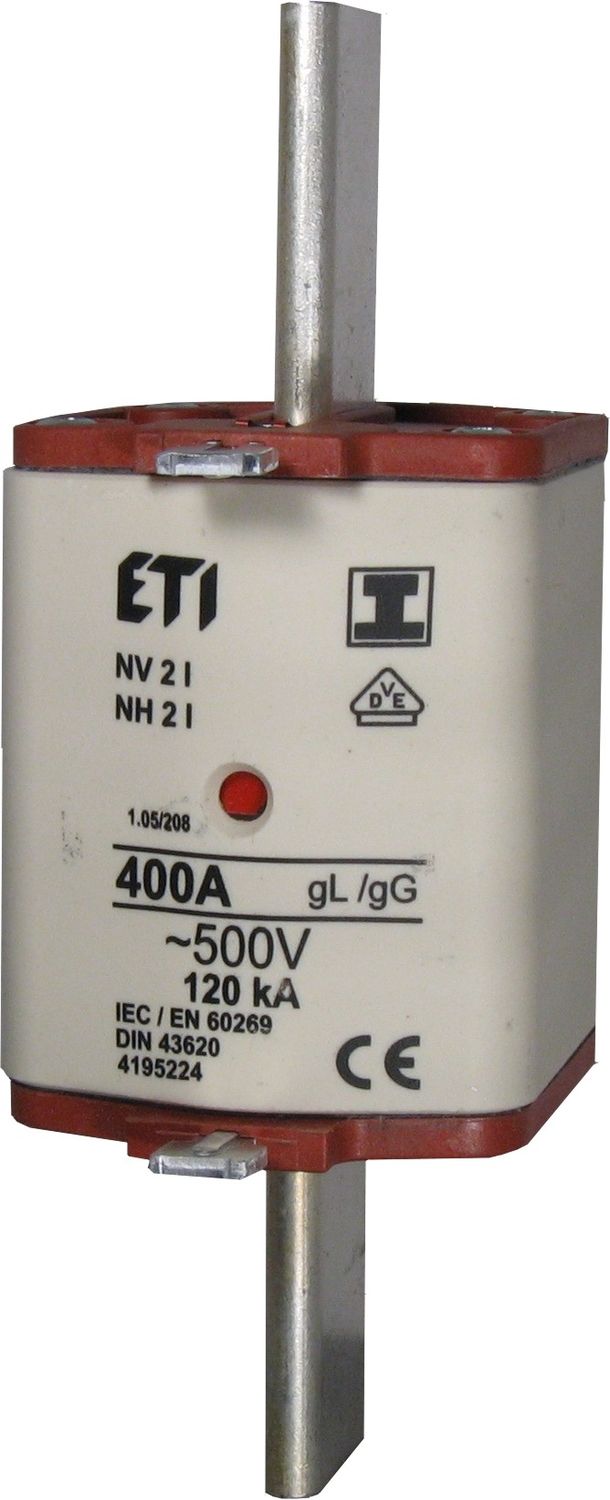 ETI
NV 2 I
NH 2 I
DVE
1.05/208
400A gL /gG
~500V
120 kA
IEC / EN 60269
DIN 43620
4195224
CE